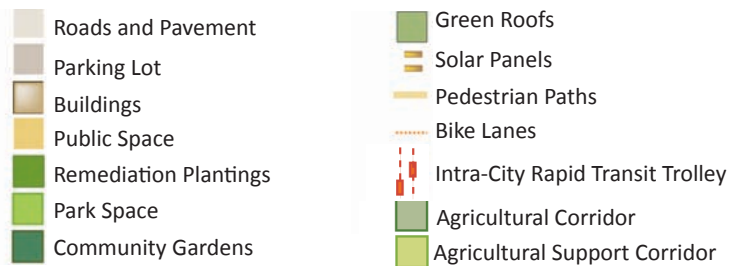 Roads and Pavement
Parking Lot
Buildings
Public Space
Remediation Plantings
Park Space
Community Gardens
Green Roofs
Solar Panels
Pedestrian Paths
Bike Lanes
Intra-City Rapid Transit Trolley
Agricultural Corridor
Agricultural Support Corridor